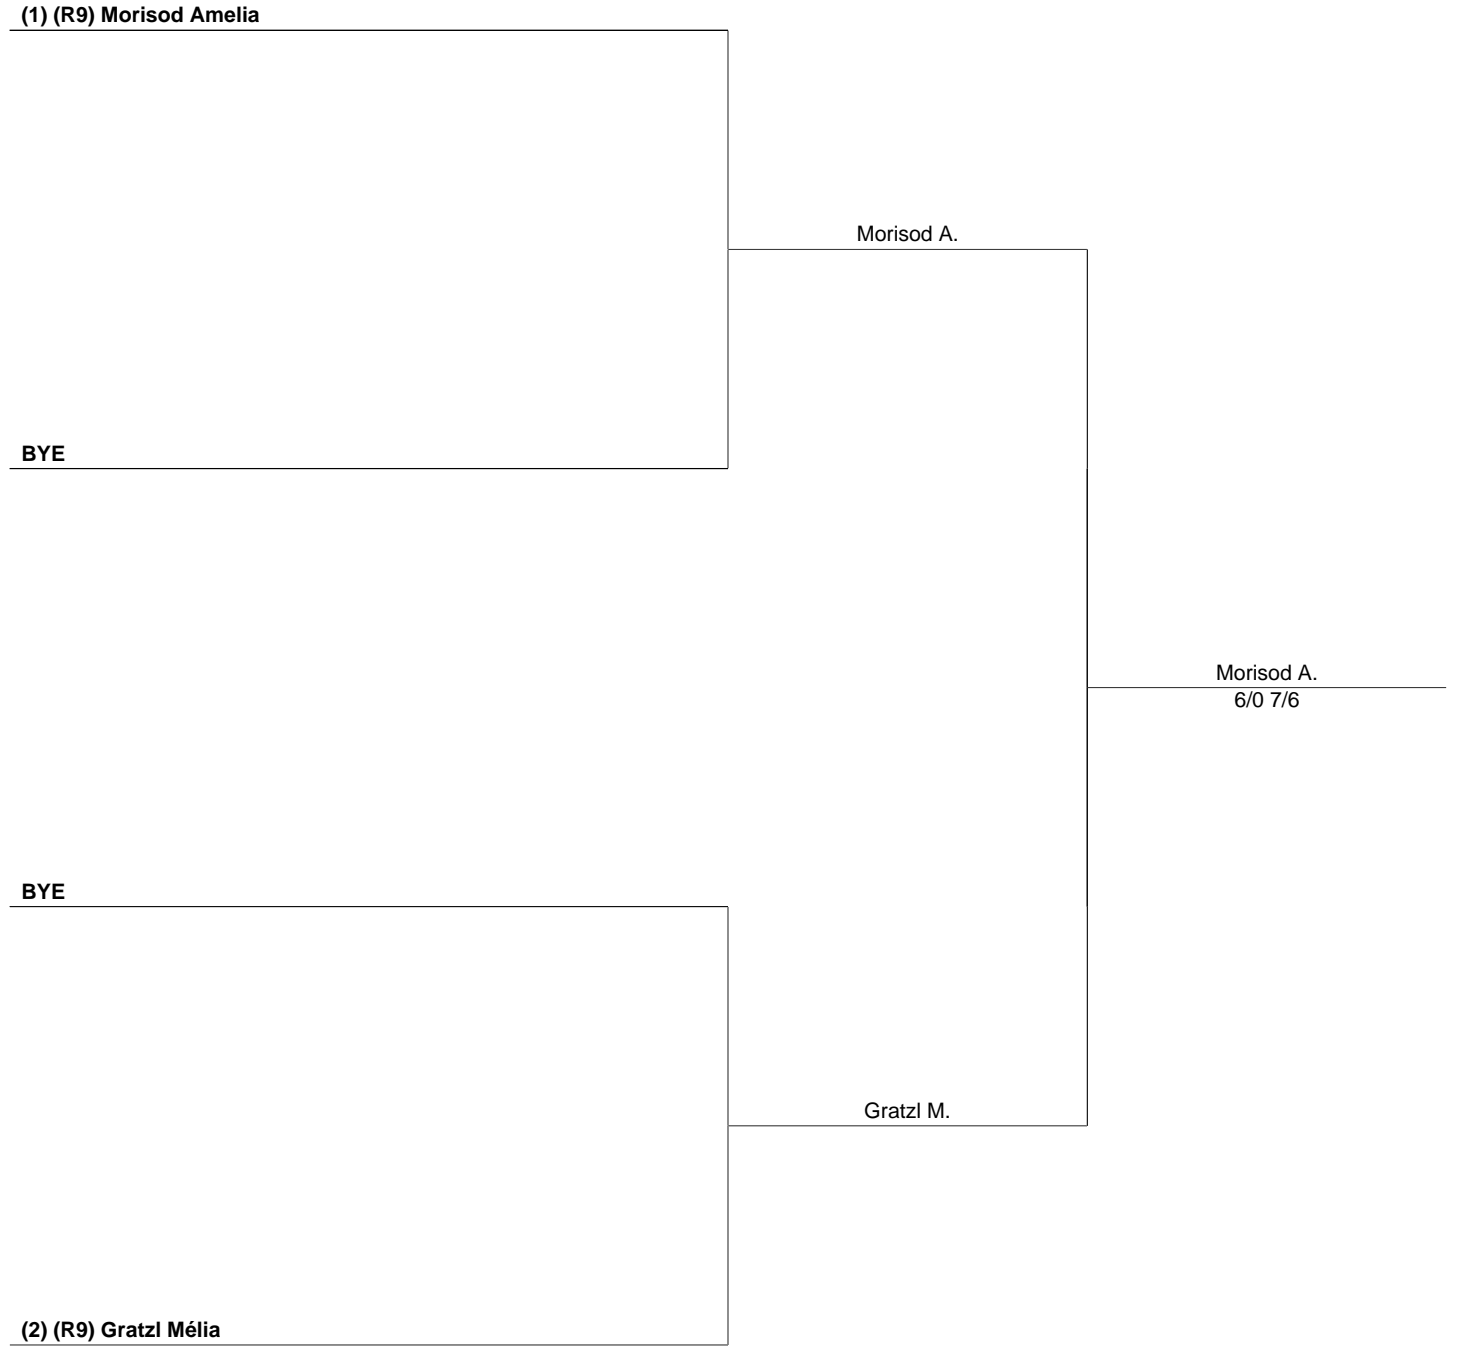 (1) (R9) Morisod Amelia
Morisod A.
BYE
Morisod A.
6/0 7/6
BYE
Gratzl M.
(2) (R9) Gratzl Mélia